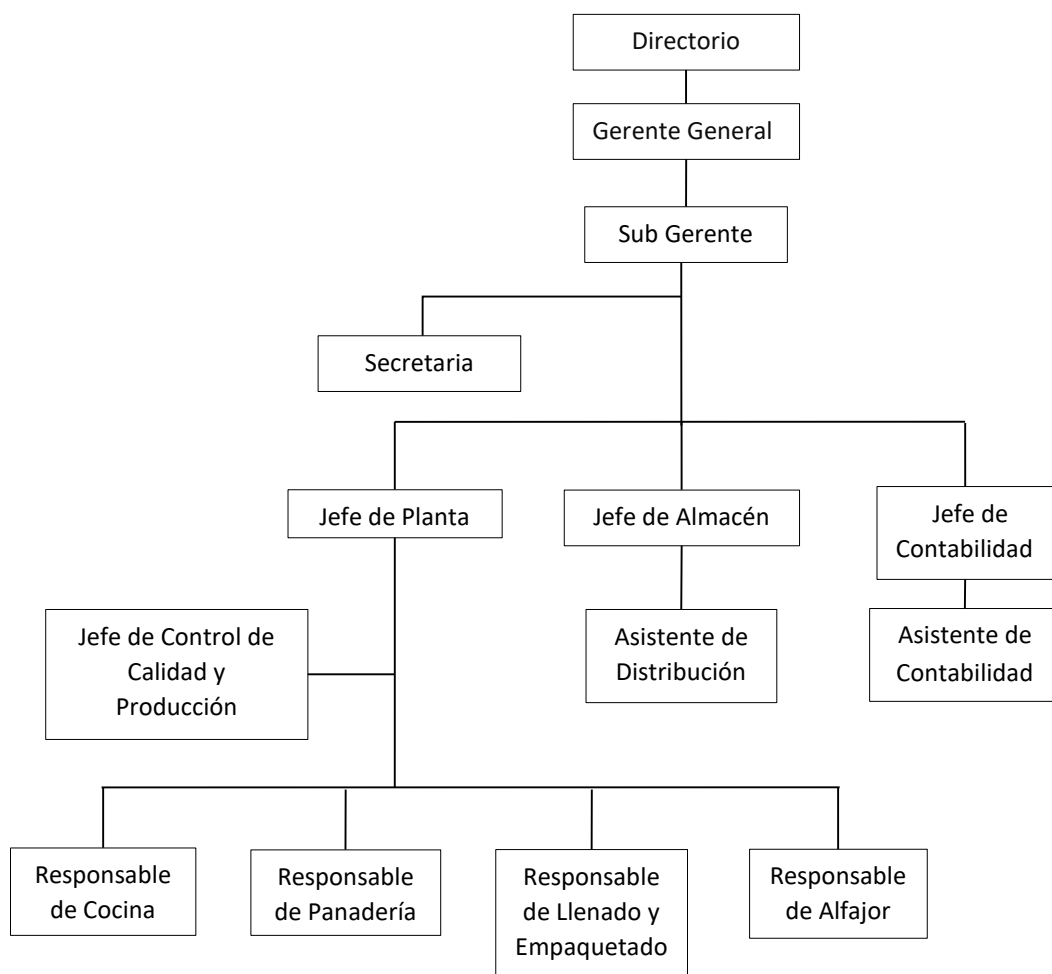 Directorio
Gerente General
Sub Gerente
Secretaria
Jefe de Planta
Jefe de Almacén
Jefe de
Contabilidad
Jefe de Control de
Calidad y
Producción
Asistente de
Distribución
Asistente de
Contabilidad
Responsable
de Cocina
Responsable
de Panadería
Responsable
de Llenado y
Empaquetado
Responsable
de Alfajor